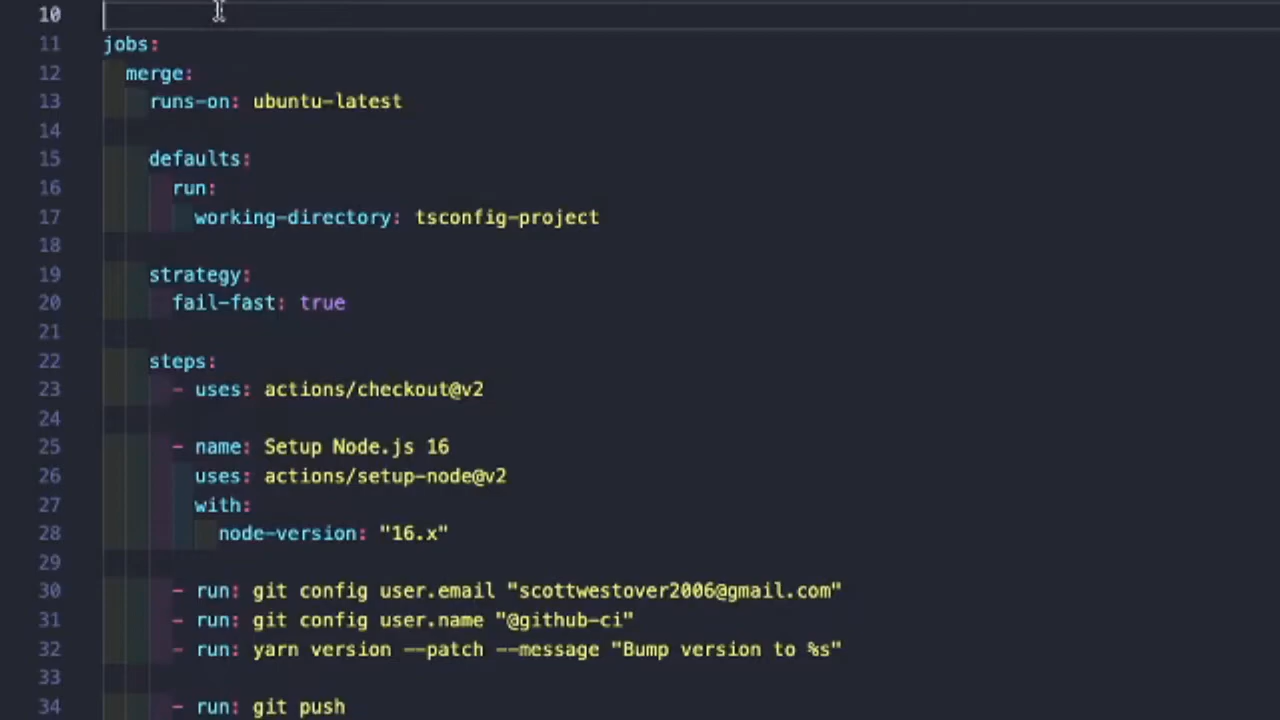 10
11 jobs:
12 merge:
13 runs-on: ubuntu-latest
14
15 defaults:
16 run:
17 working-directory: tsconfig-project
18
19 strategy:
20 fail-fast: true
21
22 steps:
23 - uses: actions/checkout@v2
24
25 - name: Setup Node.js 16
26 uses: actions/setup-node@v2
27 with:
28 node-version: "16.x"
29
30 - run: git config user.email "scottwestover2006@gmail.com"
31 - run: git config user.name "@github-ci"
32 - run: yarn version --patch --message "Bump version to %s"
33
34 - run: git push